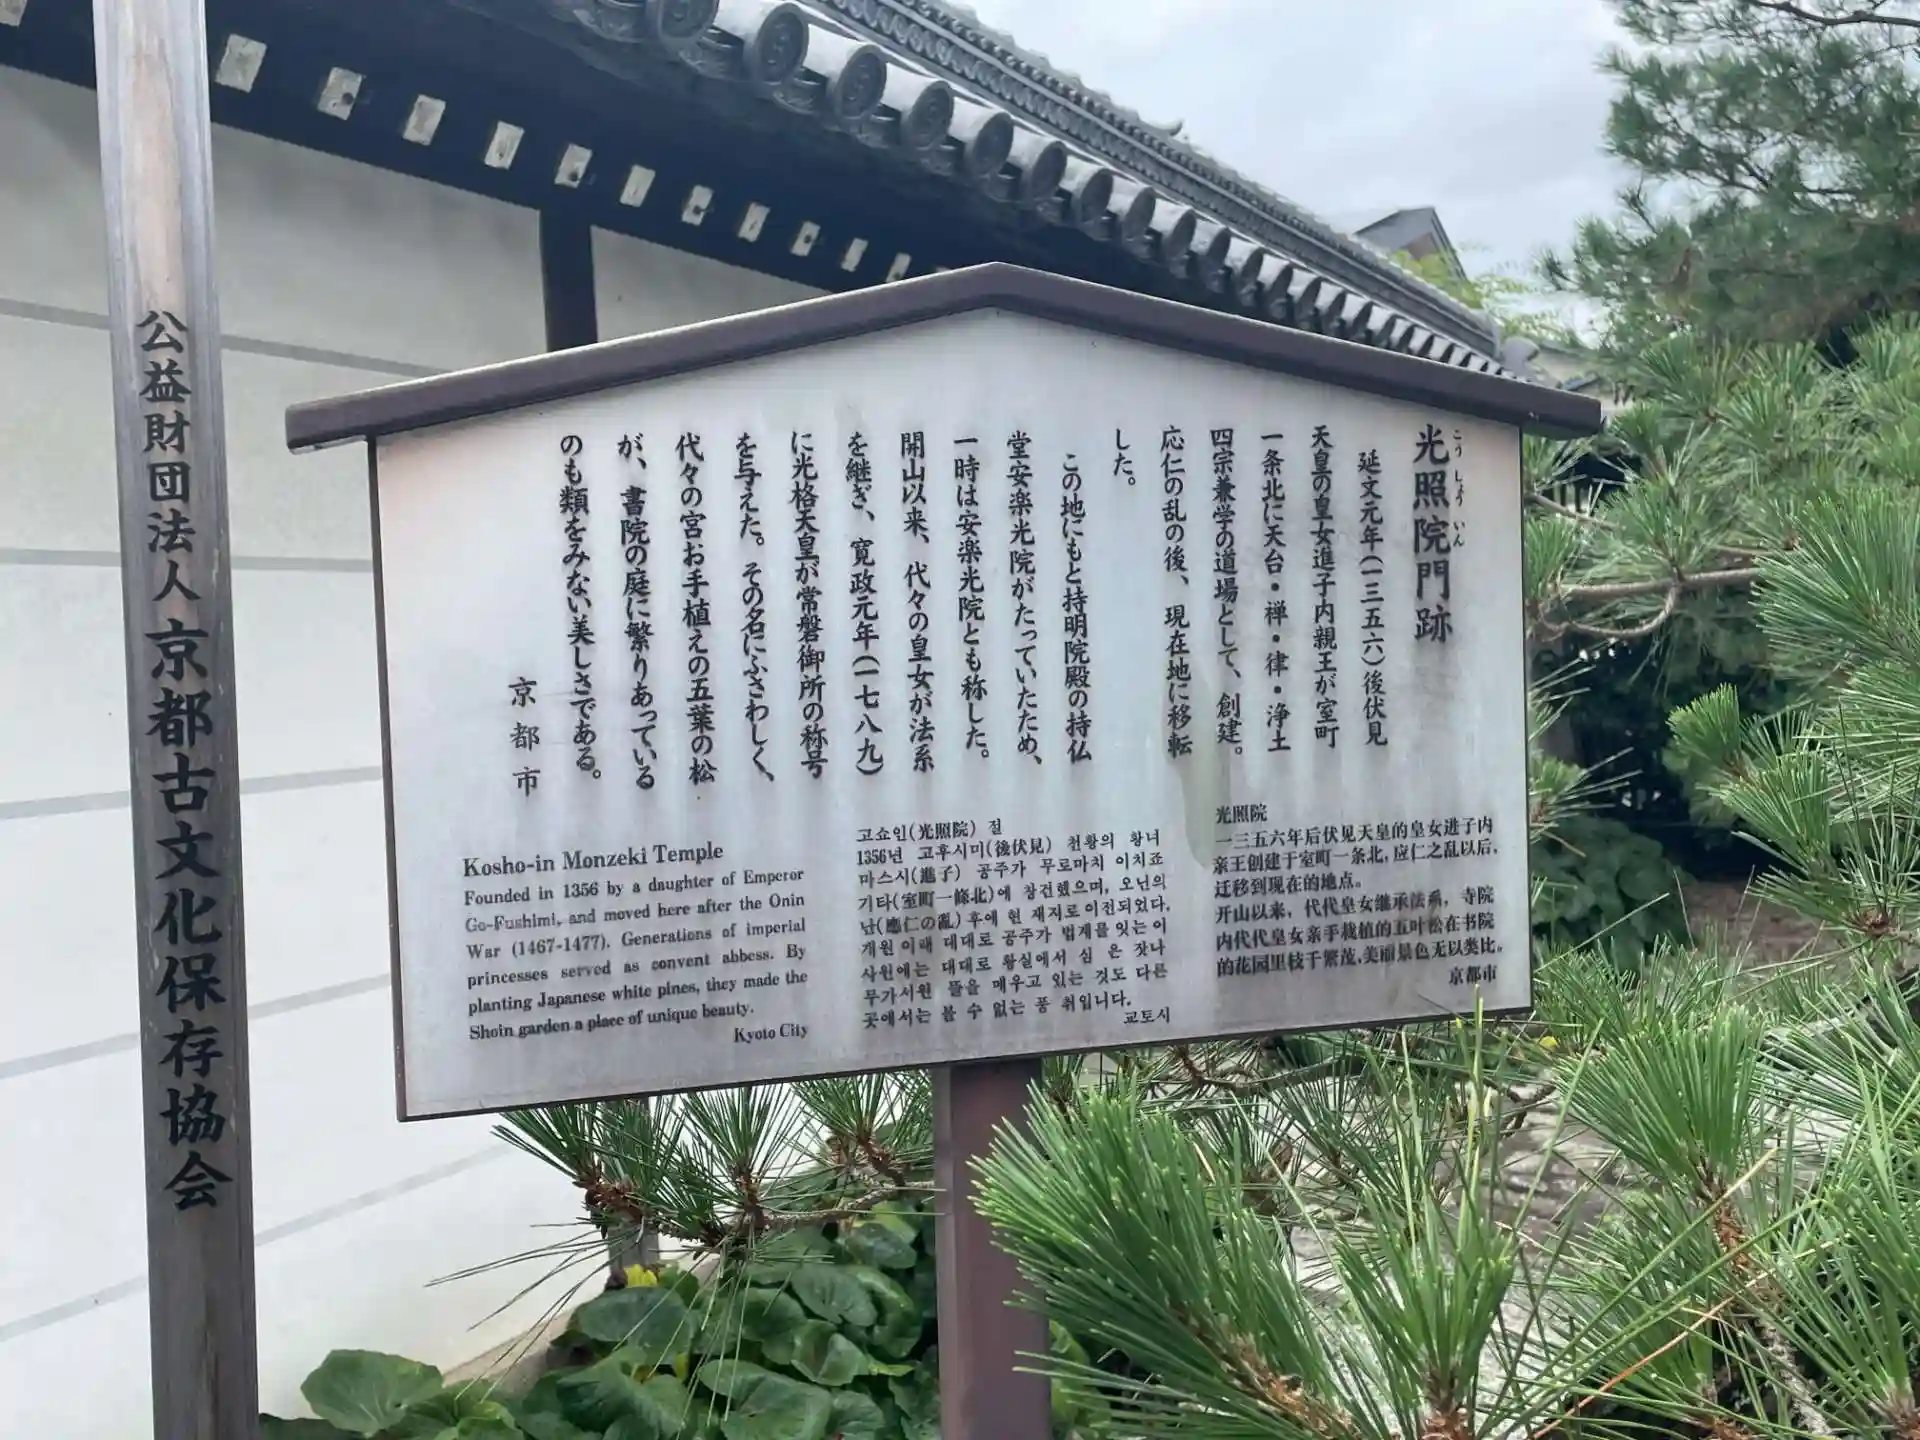 公益財団法人 京都古文化保存協会
こうしょういん
光照院門跡
延文元年(一三五六)後伏見
天皇の皇女進子内親王が室町
一条北に天台・禅・律・浄土
四宗兼学の道場として、創建。
応仁の乱の後、現在地に移転
した。
この地にもと持明院殿の持仏
堂安楽光院がたっていたため、
一時は安楽光院とも称した。
開山以来、代々の皇女が法系
を継ぎ、寛政元年(一七八九)
に光格天皇が常磐御所の称号
を与えた。その名にふさわしく、
代々の宮お手植えの五葉の松
が、書院の庭に繁りあっている
のも類をみない美しさである。
京都市
Kosho-in Monzeki Temple
Founded in 1356 by a daughter of Emperor
Go-Fushimi, and moved here after the Onin
War (1467-1477). Generations of imperial
princesses served as convent abbess. By
planting Japanese white pines, they made the
Shoin garden a place of unique beauty.
Kyoto City
고쇼인(光照院) 절
1356년 고후시미(後伏見) 천황의 황녀
마스시(進子) 공주가 무로마치 이치죠
기타(室町一條北)에 창건했으며, 오닌의
난(應仁の亂)후에 현 재지로 이전되었다.
개원 이래 대대로 공주가 법계를 잇는 이
사원에는 대대로 황실에서 심 은 잣나
무가서원 뜰을 메우고 있는 것도 다른
곳에서는 볼 수 없는 풍 취입니다.
교토시
光照院
一三五六年后伏见天皇的皇女进子内
亲王创建于室町一条北,应仁之乱以后,
迁移到现在的地点。
开山以来,代代皇女继承法系,寺院
内代代皇女亲手栽植的五叶松在书院
的花园里枝干繁茂,美丽景色无以类比。
京都市